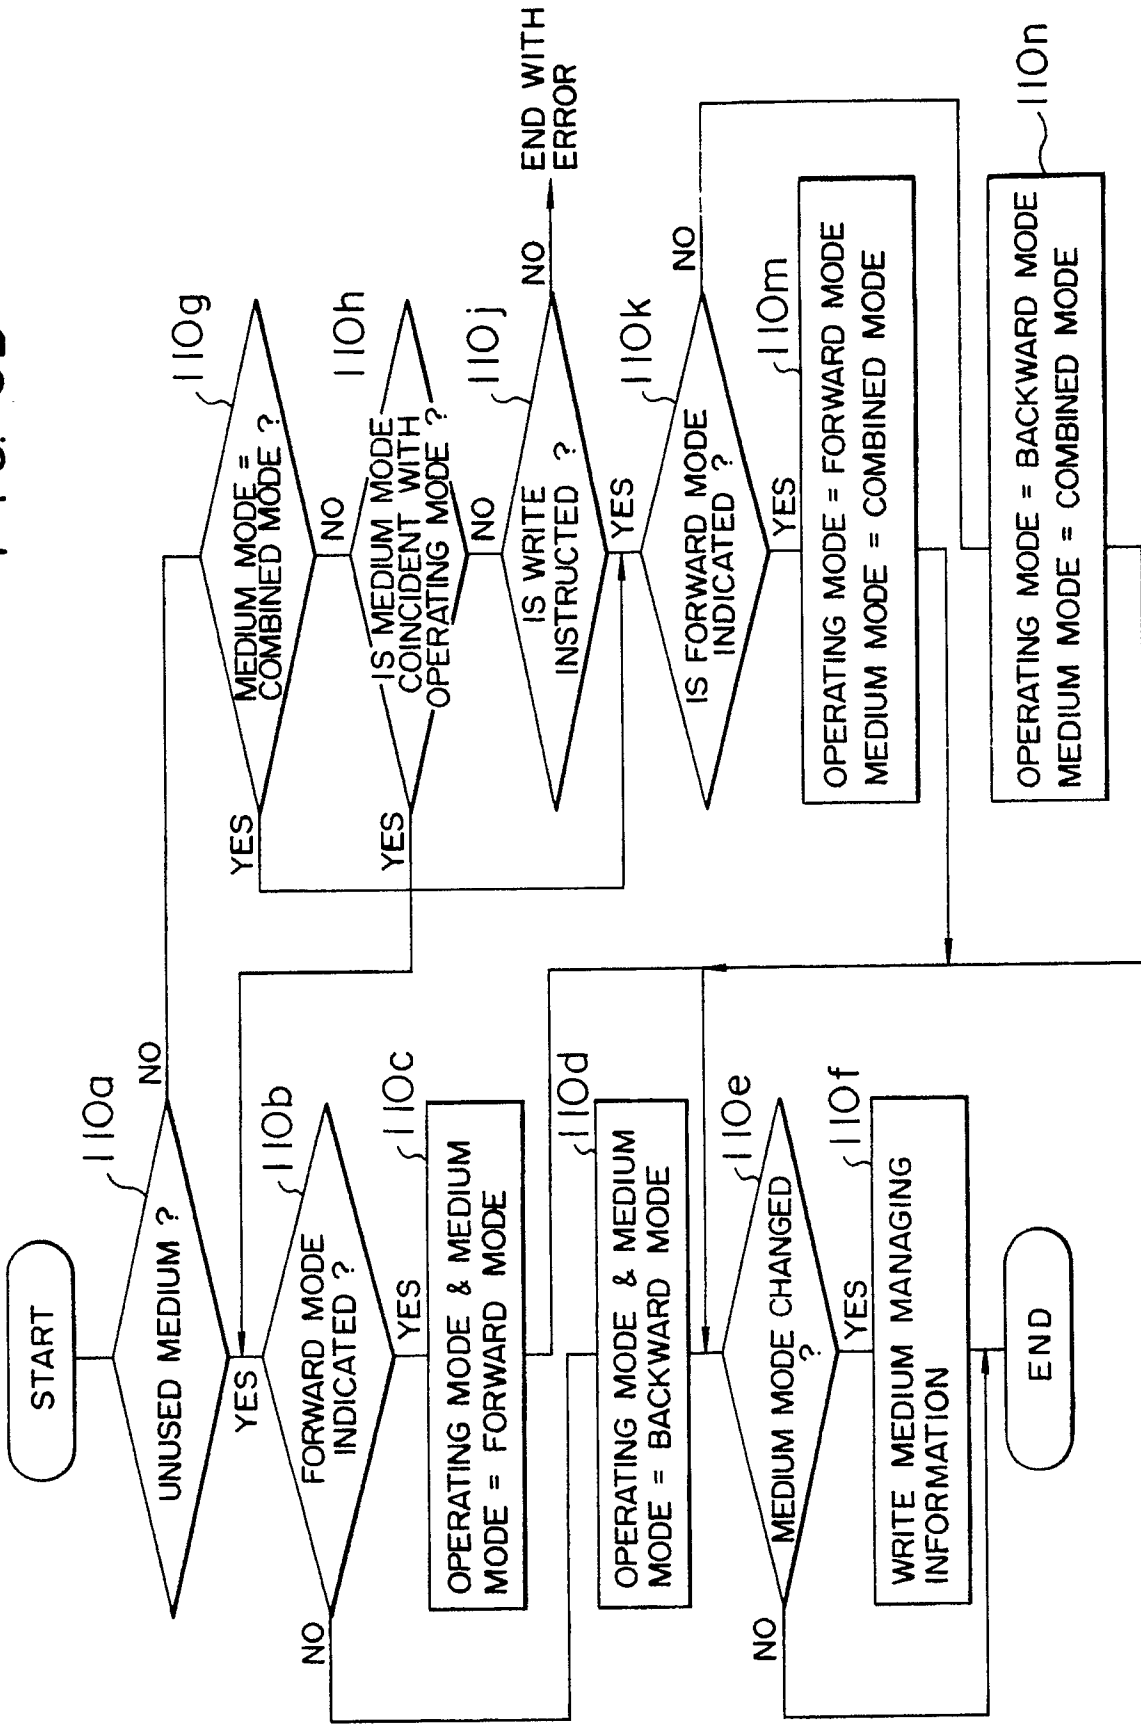 START
UNUSED MEDIUM ?
110a
NO
YES
FORWARD MODE
INDICATED ?
110b
NO
YES
OPERATING MODE & MEDIUM
MODE = FORWARD MODE
110c
OPERATING MODE & MEDIUM
MODE = BACKWARD MODE
110d
MEDIUM MODE CHANGED
?
110e
NO
YES
WRITE MEDIUM MANAGING
INFORMATION
110f
END
MEDIUM MODE =
COMBINED MODE ?
110g
YES
NO
IS MEDIUM MODE
COINCIDENT WITH
OPERATING MODE ?
110h
YES
NO
IS WRITE
INSTRUCTED ?
110j
NO
END WITH
ERROR
YES
IS FORWARD MODE
INDICATED ?
110k
NO
YES
OPERATING MODE = FORWARD MODE
MEDIUM MODE = COMBINED MODE
110m
OPERATING MODE = BACKWARD MODE
MEDIUM MODE = COMBINED MODE
110n